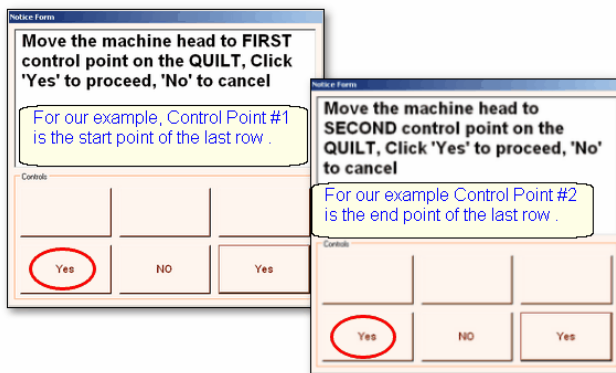 Notice Form
Move the machine head to FIRST
control point on the QUILT, Click
'Yes' to proceed, 'No' to cancel
For our example, Control Point #1
is the start point of the last row .
Controls
Yes
NO
Yes
Notice Form
Move the machine head to
SECOND control point on the
QUILT, Click 'Yes' to proceed, 'No'
to cancel
For our example Control Point #2
is the end point of the last row .
Controls
Yes
NO
Yes